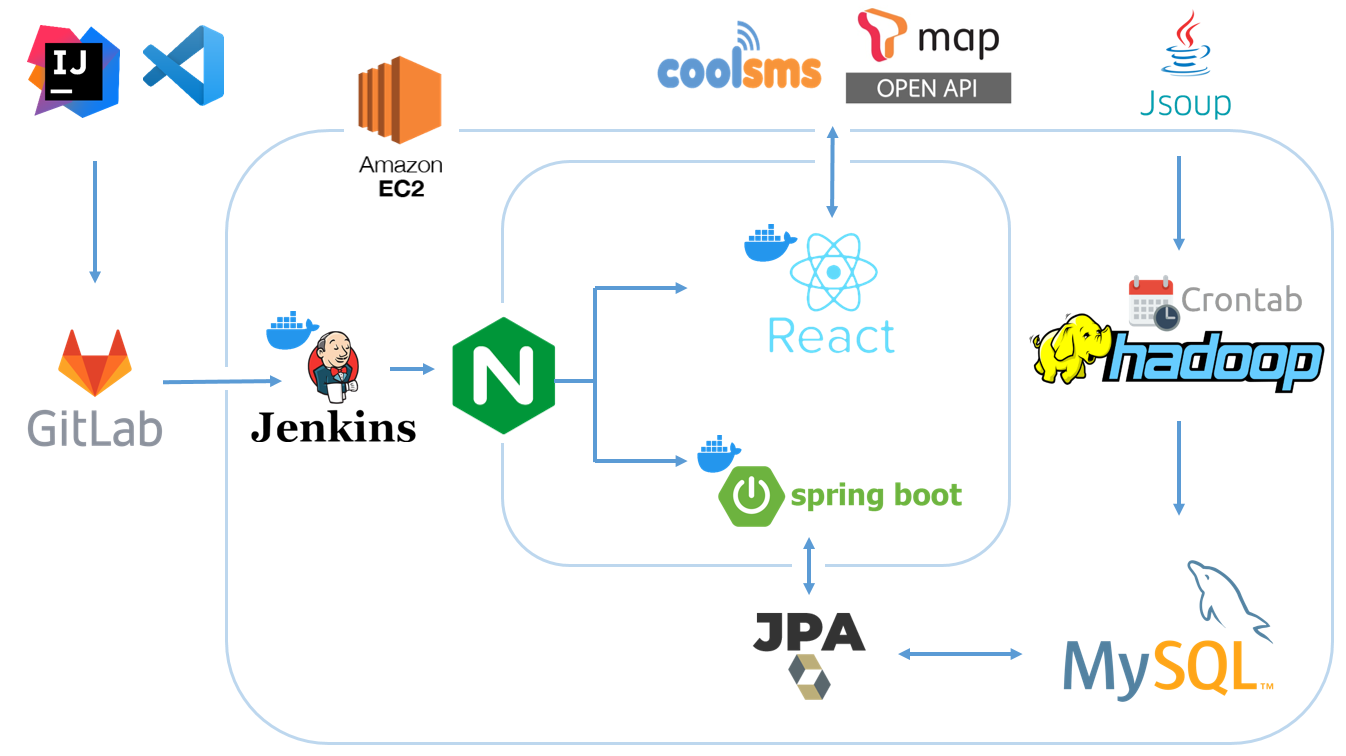 IJ
coolsms
map
OPEN API
Jsoup
Amazon
EC2
React
Crontab
hadoop
N
GitLab
Jenkins
spring boot
JPA
MySQL™